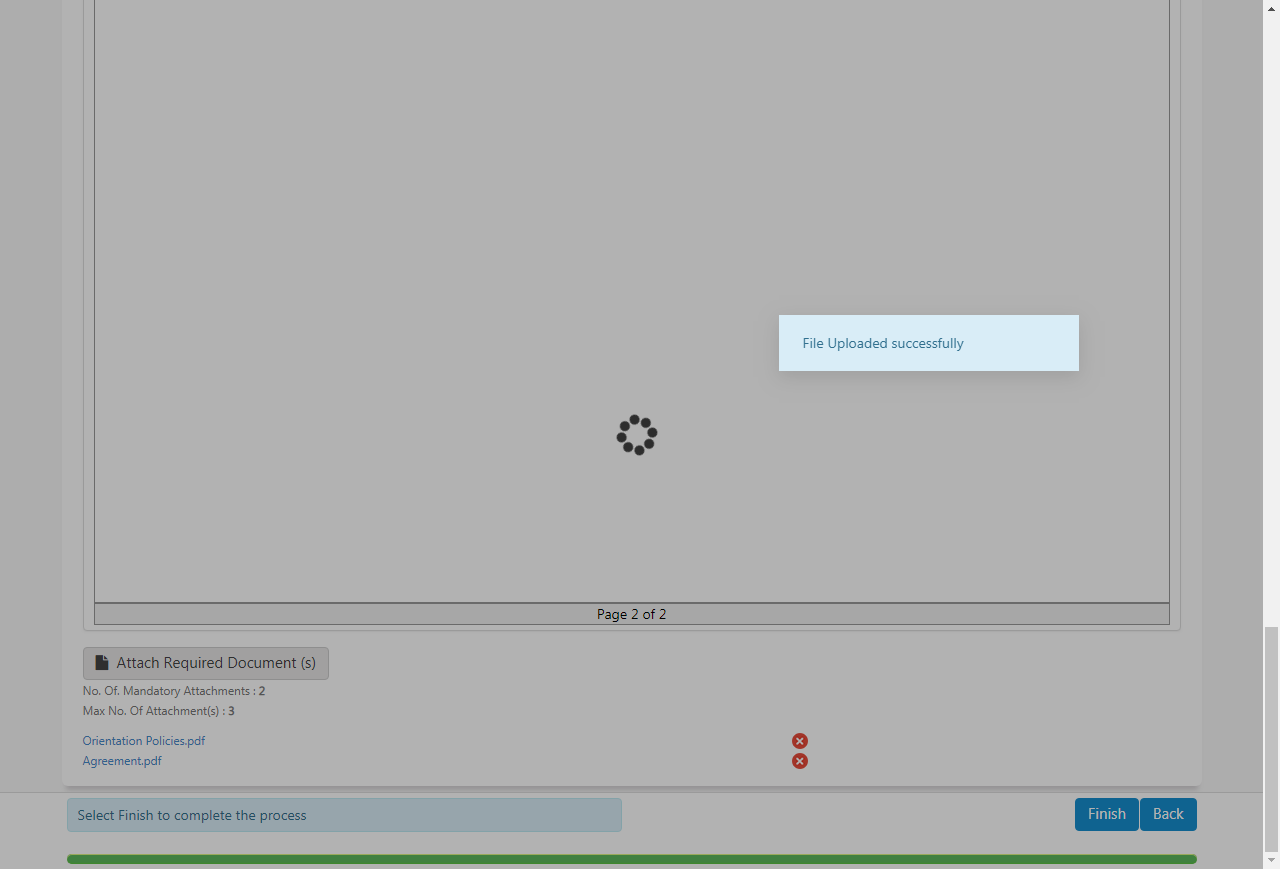 File Uploaded successfully
Page 2 of 2
Attach Required Document (s)
No. Of. Mandatory Attachments : 2
Max No. Of Attachment(s) : 3
Orientation Policies.pdf
Agreement.pdf
Select Finish to complete the process
Finish
Back